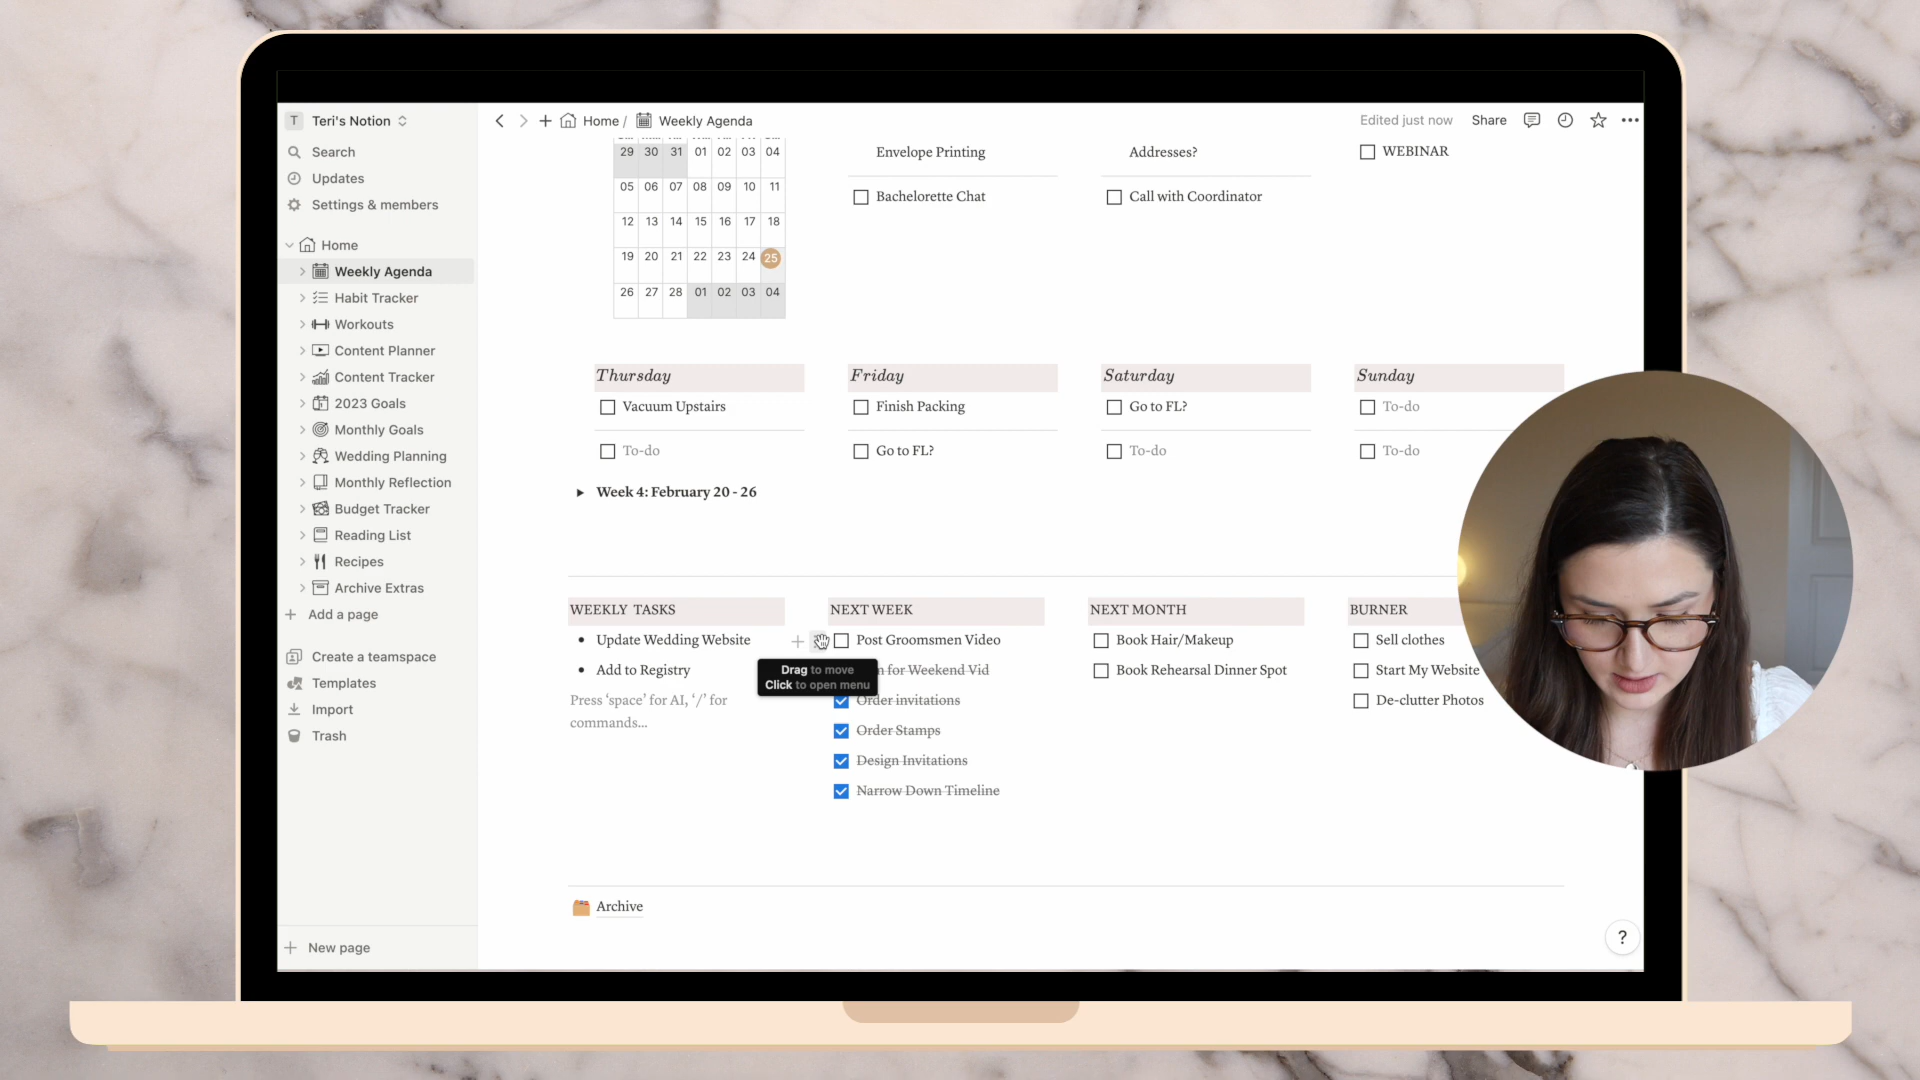 T Teri's Notion
Search
Updates
Settings & members
Home
Weekly Agenda
Habit Tracker
Workouts
Content Planner
Content Tracker
2023 Goals
Monthly Goals
Wedding Planning
Monthly Reflection
Budget Tracker
Reading List
Recipes
Archive Extras
Add a page
Create a teamspace
Templates
Import
Trash
New page
Home / Weekly Agenda
Edited just now Share
29 30 31 01 02 03 04
05 06 07 08 09 10 11
12 13 14 15 16 17 18
19 20 21 22 23 24 25
26 27 28 01 02 03 04
Envelope Printing
Bachelorette Chat
Addresses?
Call with Coordinator
WEBINAR
Thursday
Vacuum Upstairs
To-do
Friday
Finish Packing
Go to FL?
Saturday
Go to FL?
To-do
Sunday
To-do
To-do
Week 4: February 20 - 26
WEEKLY TASKS
Update Wedding Website
Add to Registry
Press ‘space’ for AI, ‘/’ for
commands…
Drag to move
Click to open menu
NEXT WEEK
Post Groomsmen Video
for Weekend Vid
Order invitations
Order Stamps
Design Invitations
Narrow Down Timeline
NEXT MONTH
Book Hair/Makeup
Book Rehearsal Dinner Spot
BURNER
Sell clothes
Start My Website
De-clutter Photos
Archive
?